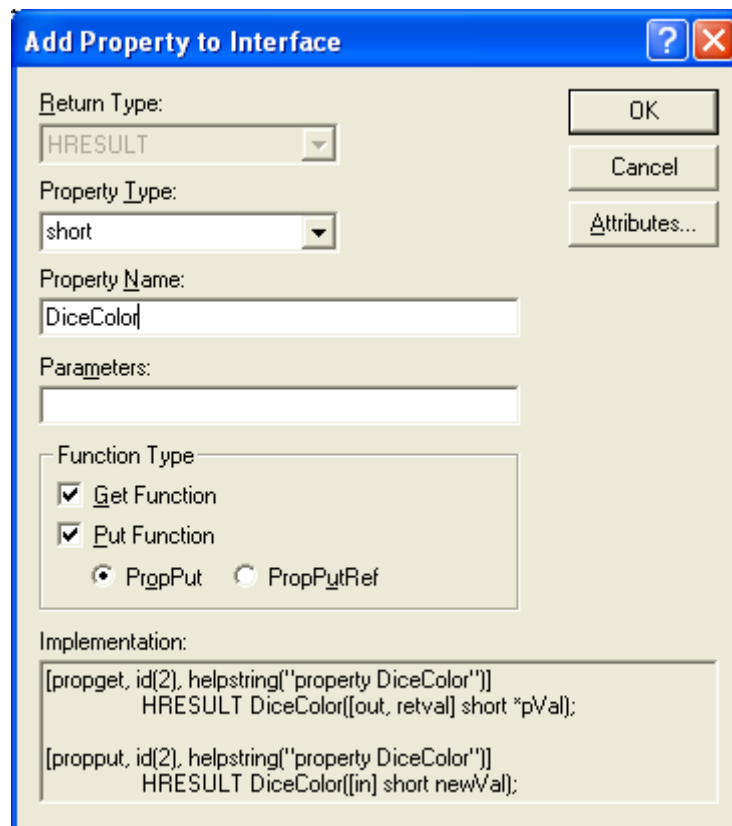 Add Property to Interface
Return Type:
HRESULT
OK
Property Type:
Cancel
short
Attributes...
Property Name:
DiceColor
Parameters:
Function Type
Get Function
Put Function
PropPut PropPutRef
Implementation:
[propget, id(2), helpstring("property DiceColor")]
HRESULT DiceColor([out, retval] short *pVal);
[propput, id(2), helpstring("property DiceColor")]
HRESULT DiceColor([in] short newVal);